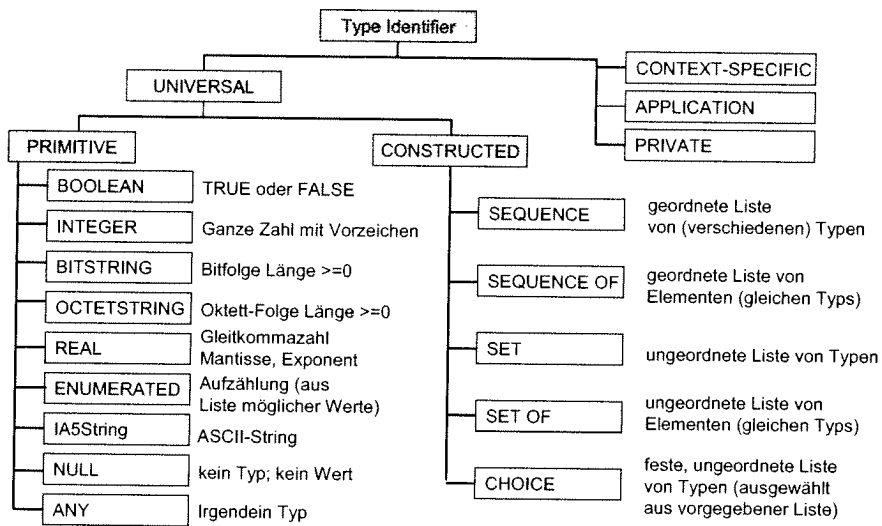 Type Identifier
UNIVERSAL
CONTEXT-SPECIFIC
APPLICATION
PRIVATE
PRIMITIVE
BOOLEAN TRUE oder FALSE
INTEGER Ganze Zahl mit Vorzeichen
BITSTRING Bitfolge Länge >=0
OCTETSTRING Oktett-Folge Länge >=0
REAL Gleitkommazahl
Mantisse, Exponent
ENUMERATED Aufzählung (aus
Liste möglicher Werte)
IA5String ASCII-String
NULL kein Typ; kein Wert
ANY Irgendein Typ
CONSTRUCTED
SEQUENCE geordnete Liste
von (verschiedenen) Typen
SEQUENCE OF geordnete Liste von
Elementen (gleichen Typs)
SET ungeordnete Liste von Typen
SET OF ungeordnete Liste von
Elementen (gleichen Typs)
CHOICE feste, ungeordnete Liste
von Typen (ausgewählt
aus vorgegebener Liste)